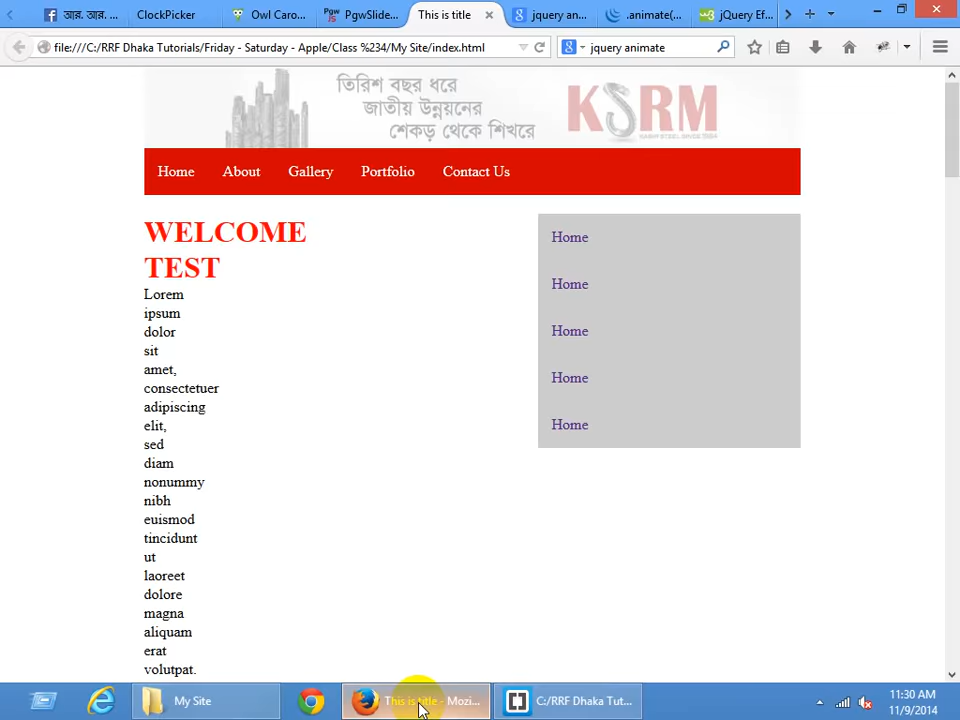 আর. আর. ...
ClockPicker
Owl Caro...
PgwSlide...
This is title
jquery an...
.animate(...
jQuery Ef...
file:///C:/RRF Dhaka Tutorials/Friday - Saturday - Apple/Class %234/My Site/index.html
jquery animate
তিরিশ বছর ধরে
জাতীয় উন্নয়নের
শেকড় থেকে শিখরে
KSRM
Home
About
Gallery
Portfolio
Contact Us
WELCOME
TEST
Lorem
ipsum
dolor
sit
amet,
consectetuer
adipiscing
elit,
sed
diam
nonummy
nibh
euismod
tincidunt
ut
laoreet
dolore
magna
aliquam
erat
volutpat.
Home
Home
Home
Home
Home
My Site
This is title - Mozi...
C:/RRF Dhaka Tut...
11:30 AM
11/9/2014